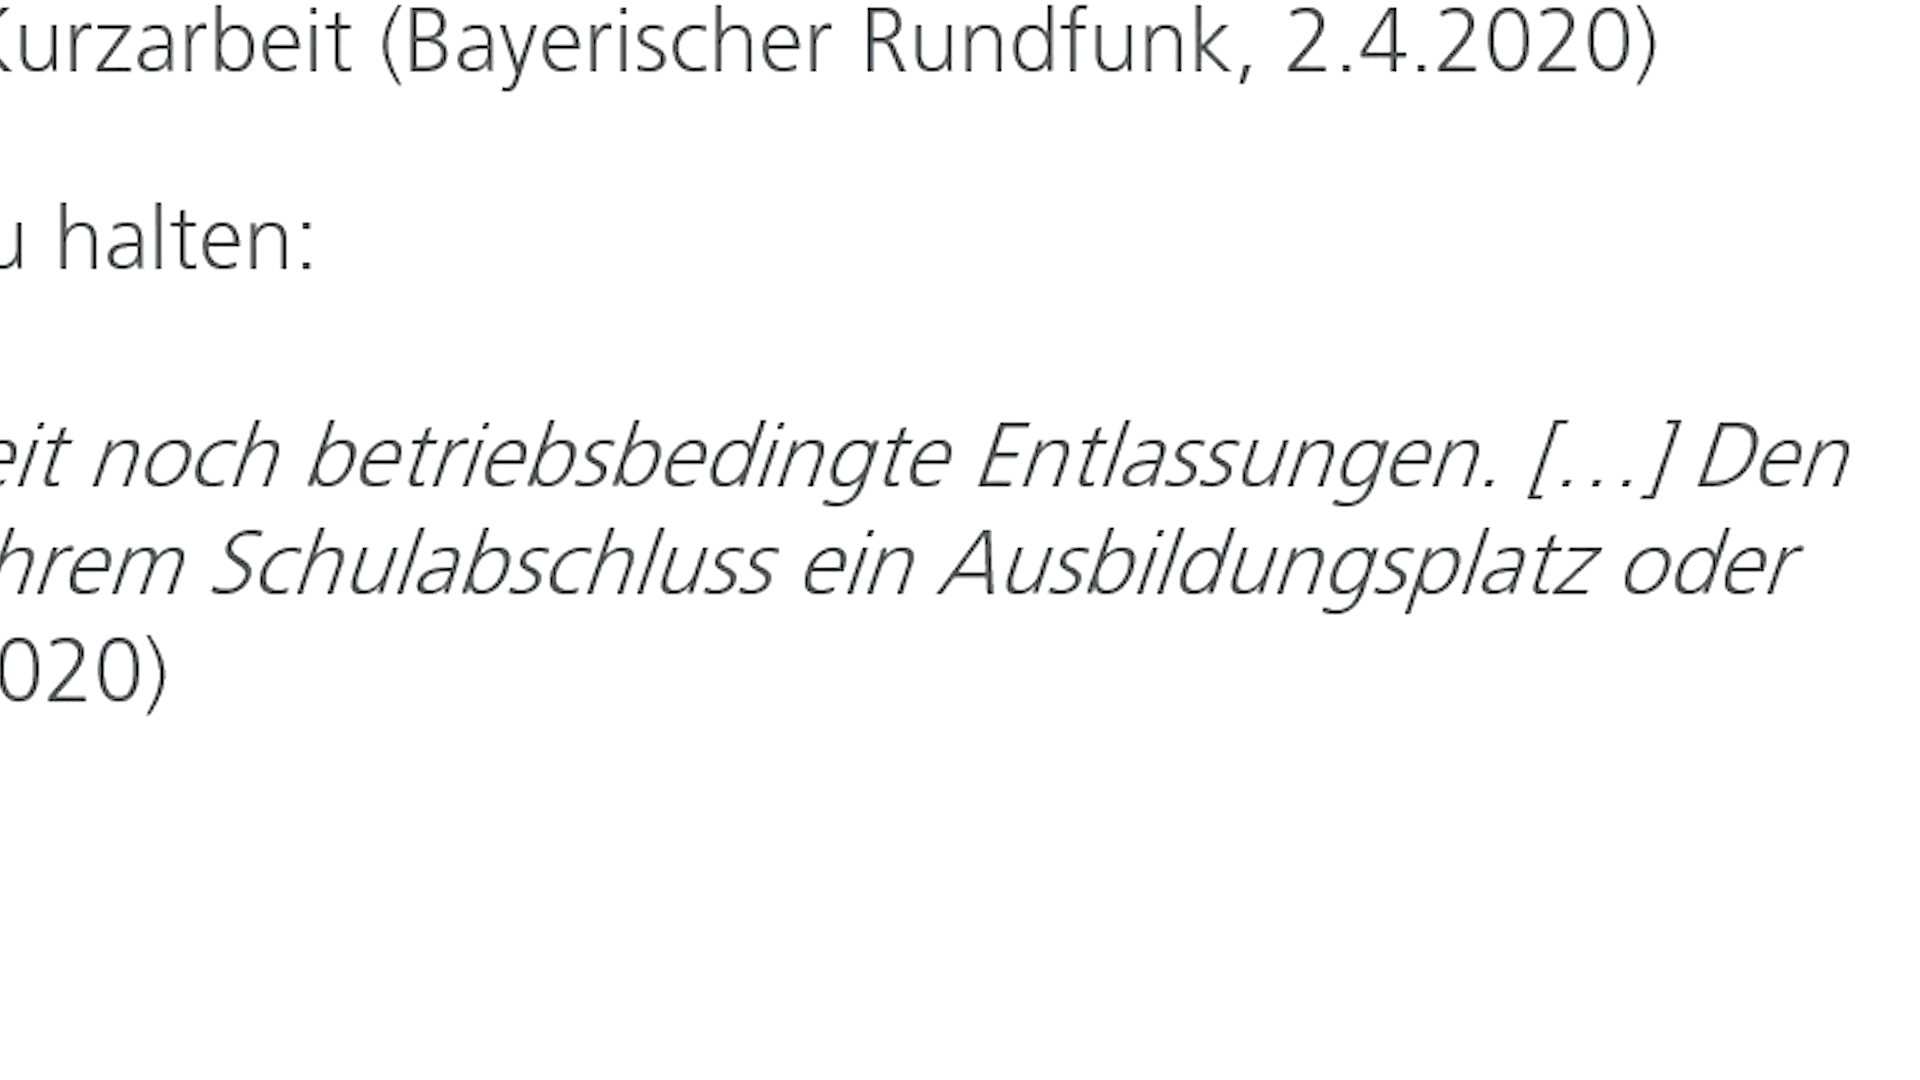 Kurzarbeit (Bayerischer Rundfunk, 2.4.2020)
u halten:
eit noch betriebsbedingte Entlassungen. […] Den
hrem Schulabschluss ein Ausbildungsplatz oder
020)